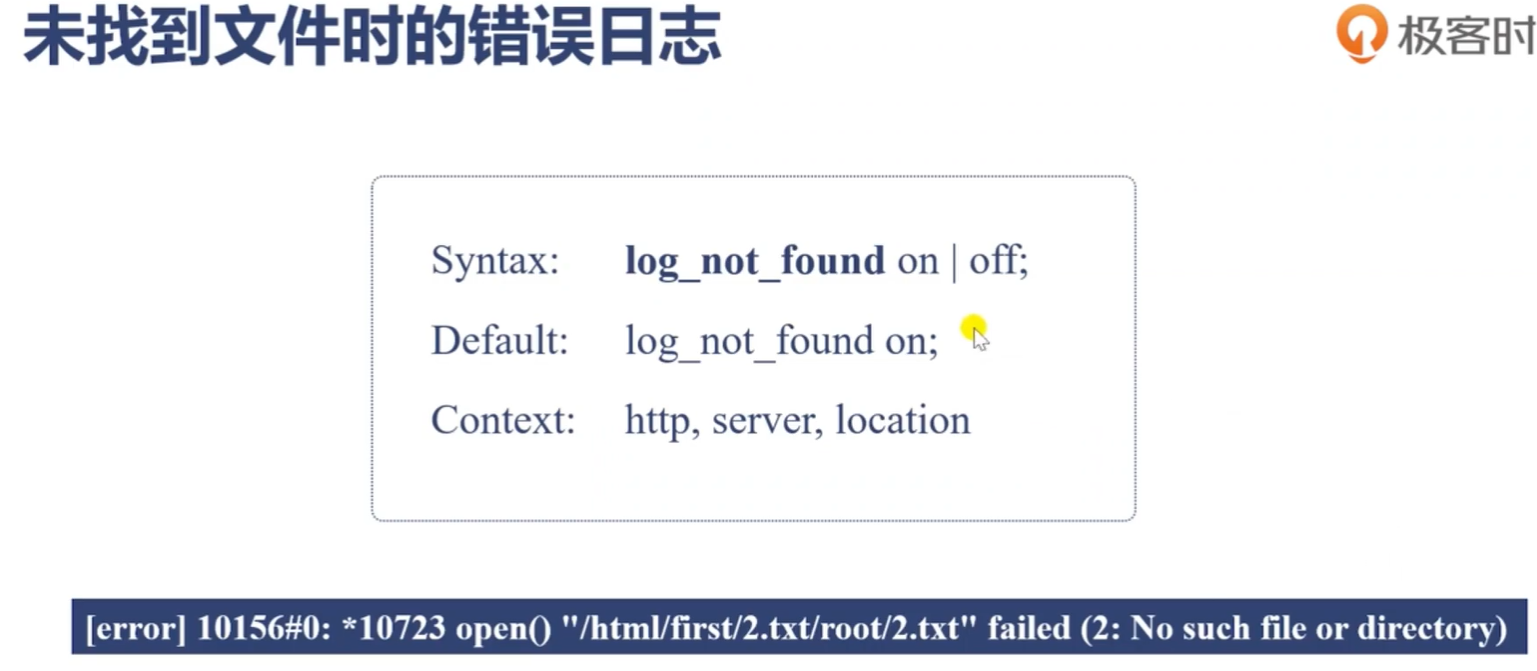 未找到文件时的错误日志
极客时
Syntax: log_not_found on | off;
Default: log_not_found on;
Context: http, server, location
[error] 10156#0: *10723 open() "/html/first/2.txt/root/2.txt" failed (2: No such file or directory)